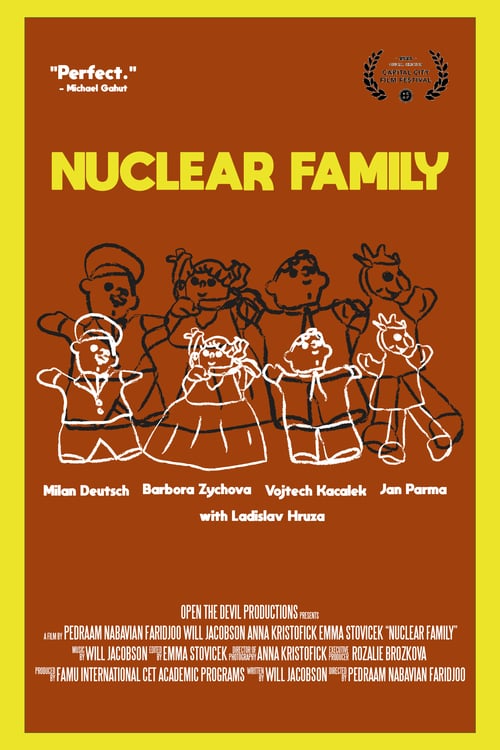 "Perfect."
- Michael Gahut
CAPITAL CITY
FILM FESTIVAL
NUCLEAR FAMILY
Milan Deutsch Barbora Zychova Vojtech Kacalek Jan Parma
with Ladislav Hruza
OPEN THE DEVIL PRODUCTIONS PRESENTS
A FILM BY PEDRAAM NABAVIAN FARIDJOO WILL JACOBSON ANNA KRISTOFICK EMMA STOVICEK "NUCLEAR FAMILY"
MUSIC BY WILL JACOBSON EDITED BY EMMA STOVICEK DIRECTOR OF PHOTOGRAPHY ANNA KRISTOFICK EXECUTIVE PRODUCER ROZALIE BROZKOVA
PRODUCED BY FAMU INTERNATIONAL CET ACADEMIC PROGRAMS WRITTEN BY WILL JACOBSON DIRECTED BY PEDRAAM NABAVIAN FARIDJOO